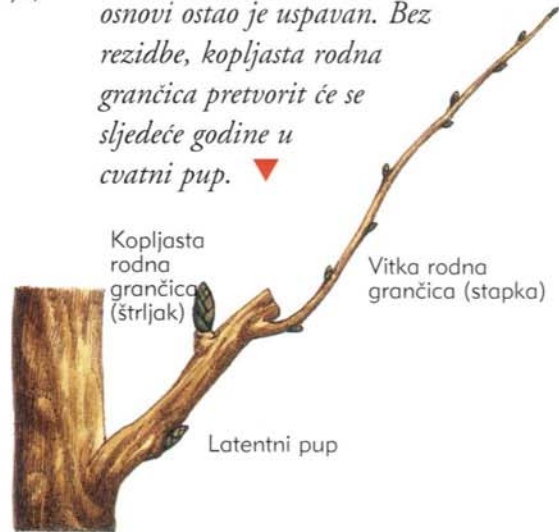 osnovi ostao je uspavan. Bez
rezidbe, kopljasta rodna
grančica pretvorit će se
sljedeće godine u
cvatni pup.
Kopljasta
rodna
grančica
(štrljak)
Vitka rodna
grančica (stapka)
Latentni pup